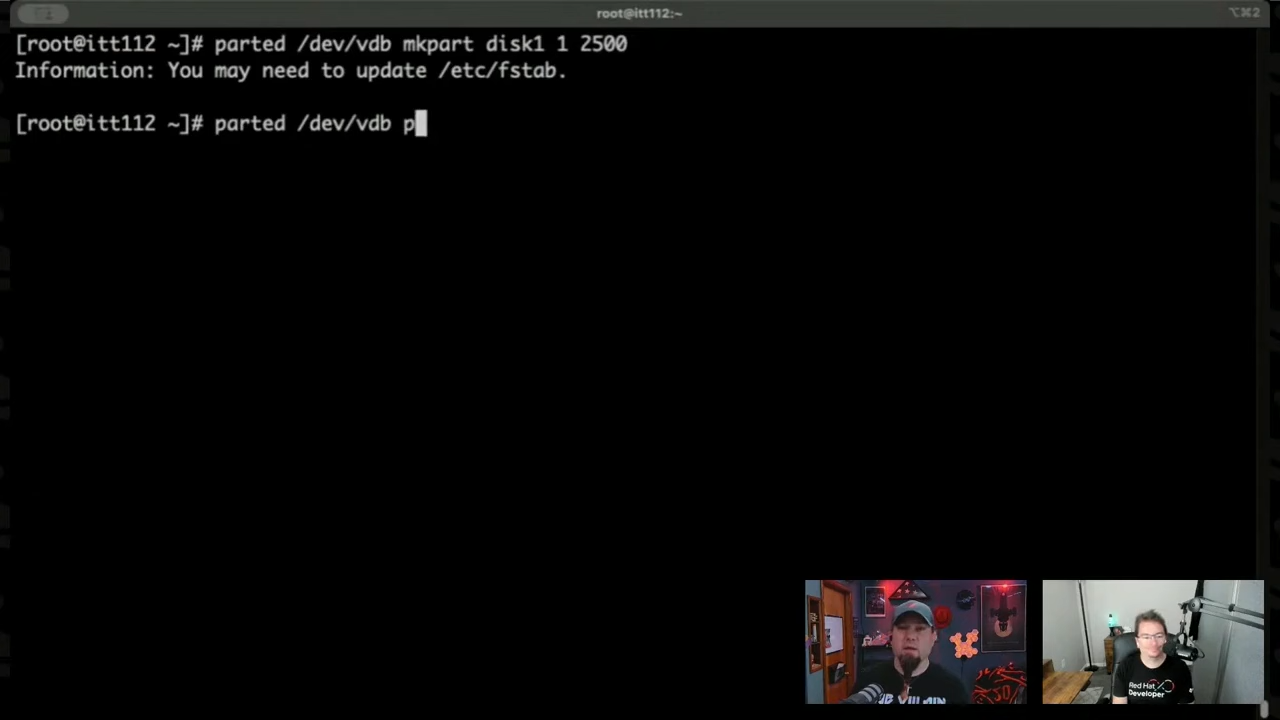 root@itt112:~
⌥⌘2
[root@itt112 ~]# parted /dev/vdb mkpart disk1 1 2500
Information: You may need to update /etc/fstab.
[root@itt112 ~]# parted /dev/vdb p
Red Hat
Developer